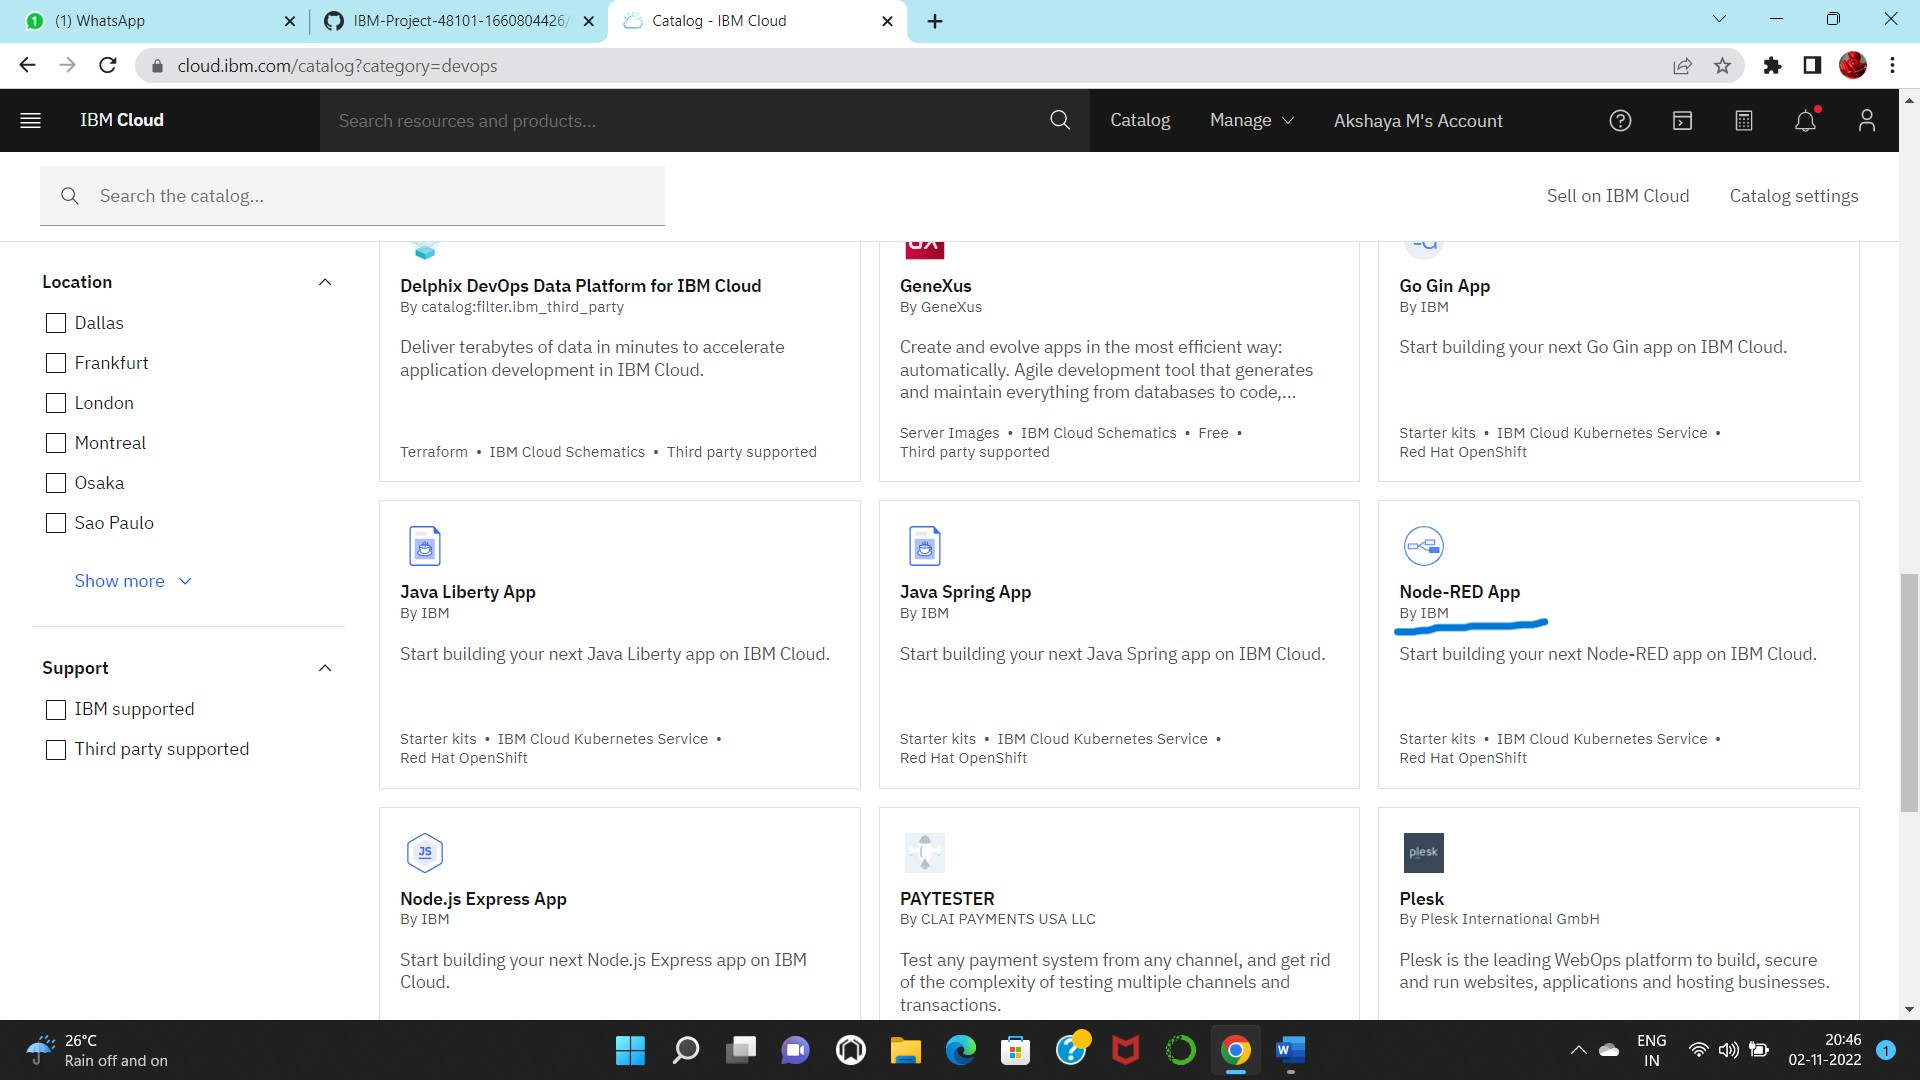 (1) WhatsApp
IBM-Project-48101-1660804426/
Catalog - IBM Cloud
cloud.ibm.com/catalog?category=devops
IBM Cloud
Search resources and products...
Catalog
Manage
Akshaya M's Account
Search the catalog...
Sell on IBM Cloud
Catalog settings
Location
Dallas
Frankfurt
London
Montreal
Osaka
Sao Paulo
Show more
Support
IBM supported
Third party supported
Delphix DevOps Data Platform for IBM Cloud
By catalog:filter.ibm_third_party
Deliver terabytes of data in minutes to accelerate
application development in IBM Cloud.
Terraform • IBM Cloud Schematics • Third party supported
GeneXus
By GeneXus
Create and evolve apps in the most efficient way:
automatically. Agile development tool that generates
and maintain everything from databases to code,...
Server Images • IBM Cloud Schematics • Free •
Third party supported
Go Gin App
By IBM
Start building your next Go Gin app on IBM Cloud.
Starter kits • IBM Cloud Kubernetes Service •
Red Hat OpenShift
Java Liberty App
By IBM
Start building your next Java Liberty app on IBM Cloud.
Starter kits • IBM Cloud Kubernetes Service •
Red Hat OpenShift
Java Spring App
By IBM
Start building your next Java Spring app on IBM Cloud.
Starter kits • IBM Cloud Kubernetes Service •
Red Hat OpenShift
Node-RED App
By IBM
Start building your next Node-RED app on IBM Cloud.
Starter kits • IBM Cloud Kubernetes Service •
Red Hat OpenShift
JS
Node.js Express App
By IBM
Start building your next Node.js Express app on IBM
Cloud.
PAYTESTER
By CLAI PAYMENTS USA LLC
Test any payment system from any channel, and get rid
of the complexity of testing multiple channels and
transactions.
plesk
Plesk
By Plesk International GmbH
Plesk is the leading WebOps platform to build, secure
and run websites, applications and hosting businesses.
26°C
Rain off and on
ENG
IN
20:46
02-11-2022
1